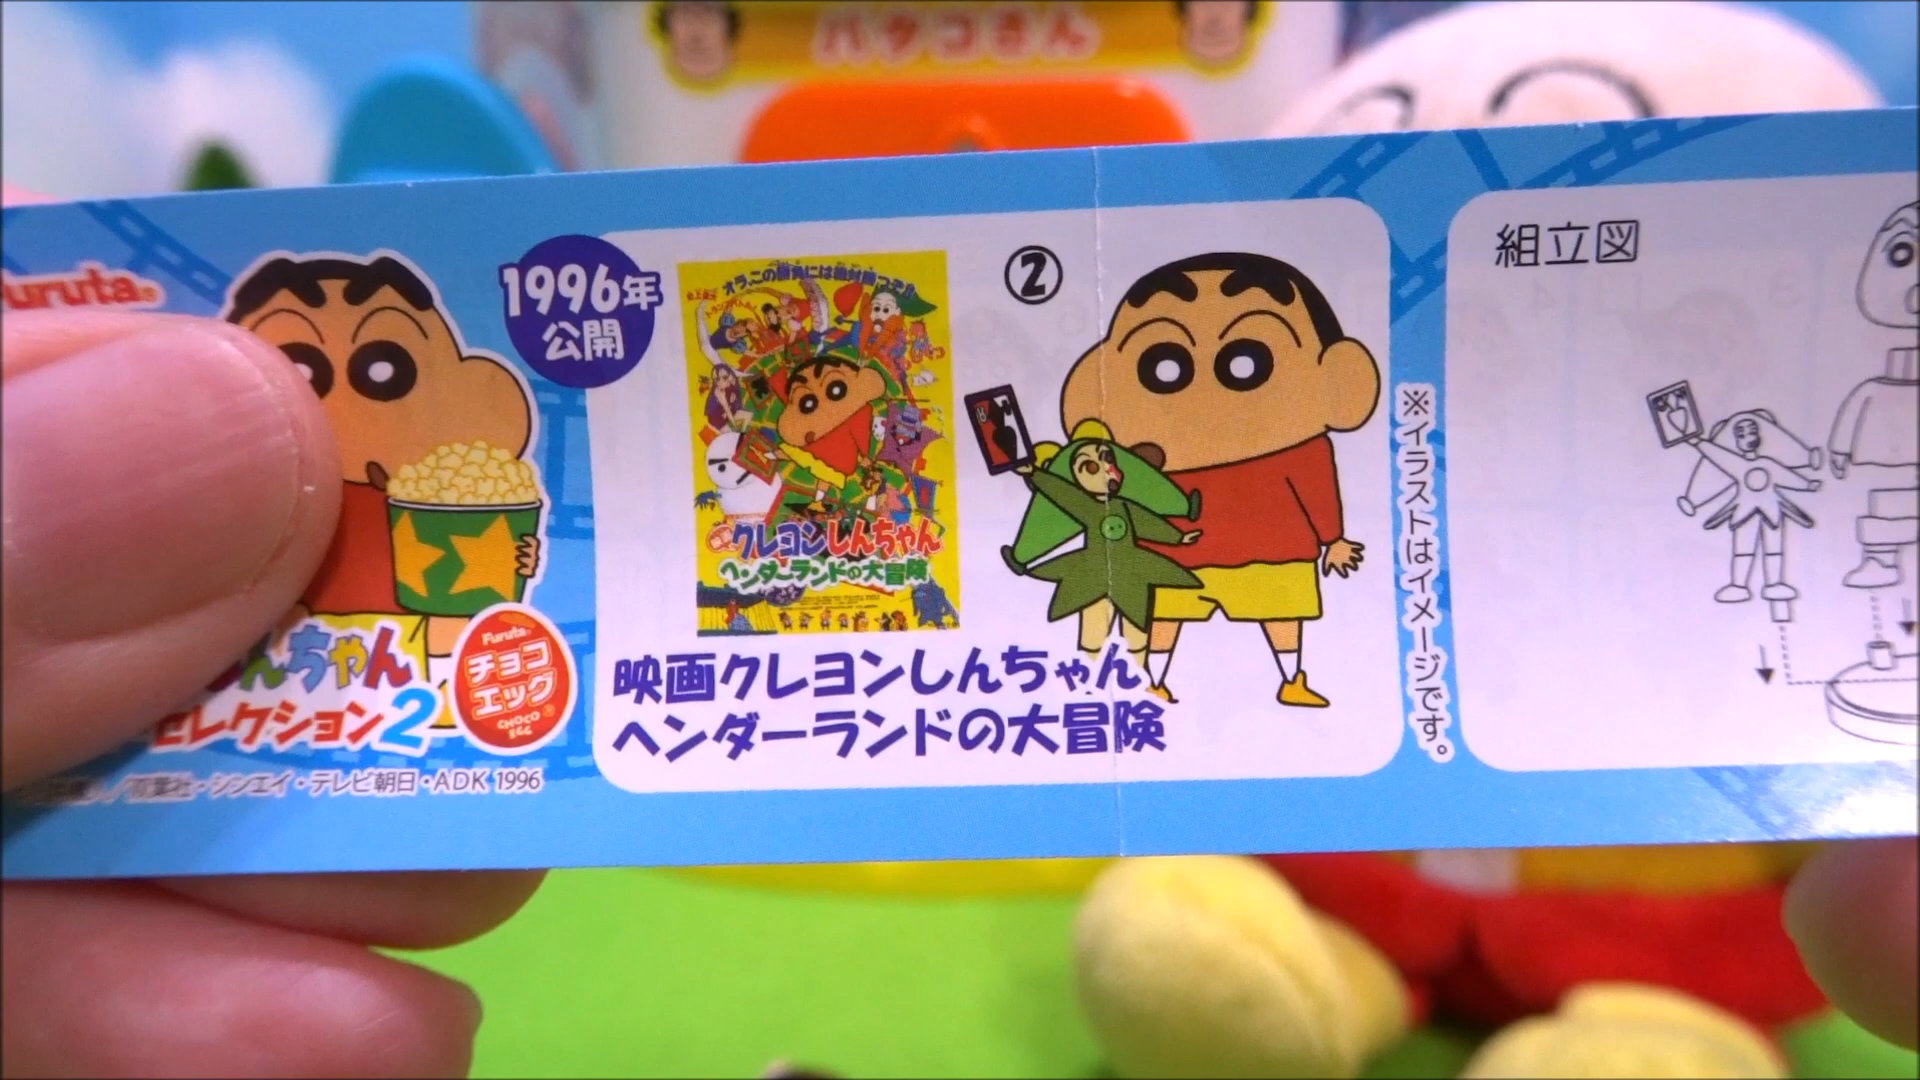 バタコさん
Furuta
1996年
公開
オラ、この勝負には絶対勝つゾ!!
クレヨンしんちゃん
ヘンダーランドの大冒険
②
組立図
※イラストはイメージです。
んちゃん
セレクション2
Furuta
チョコ
エッグ
CHOCO
EGG
映画クレヨンしんちゃん
ヘンダーランドの大冒険
/双葉社・シンエイ・テレビ朝日・ADK 1996